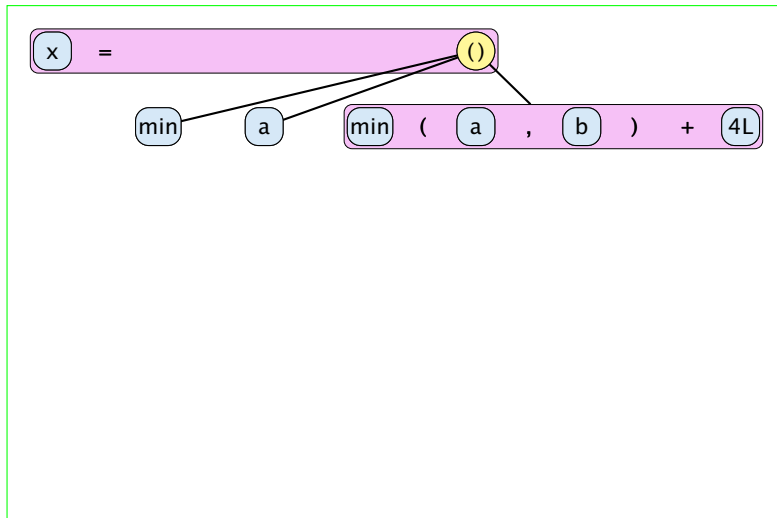 x = ()
min a min ( a , b ) + 4L